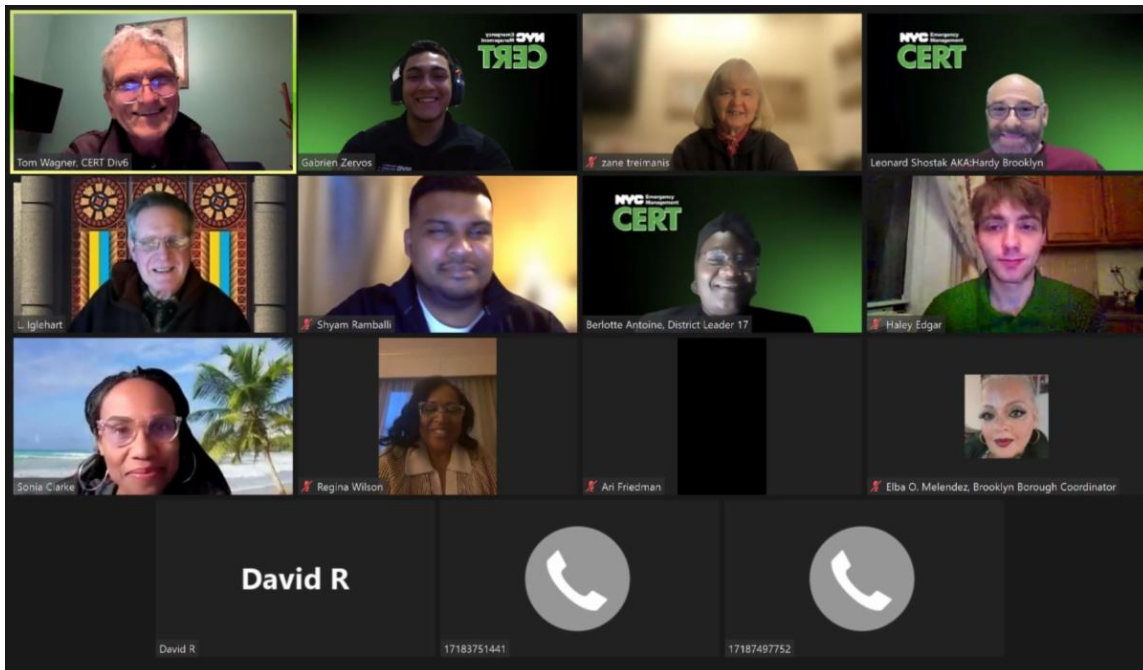 NYC Emergency
Management
CERT
NYC Emergency
Management
CERT
Tom Wagner, CERT Div6
Gabrien Zervos
zane treimanis
Leonard Shostak AKA:Hardy Brooklyn
NYC Emergency
Management
CERT
L. Iglehart
Shyam Ramballi
Berlotte Antoine, District Leader 17
Haley Edgar
Sonia Clarke
Regina Wilson
Ari Friedman
Elba O. Melendez, Brooklyn Borough Coordinator
David R
David R
17183751441
17187497752